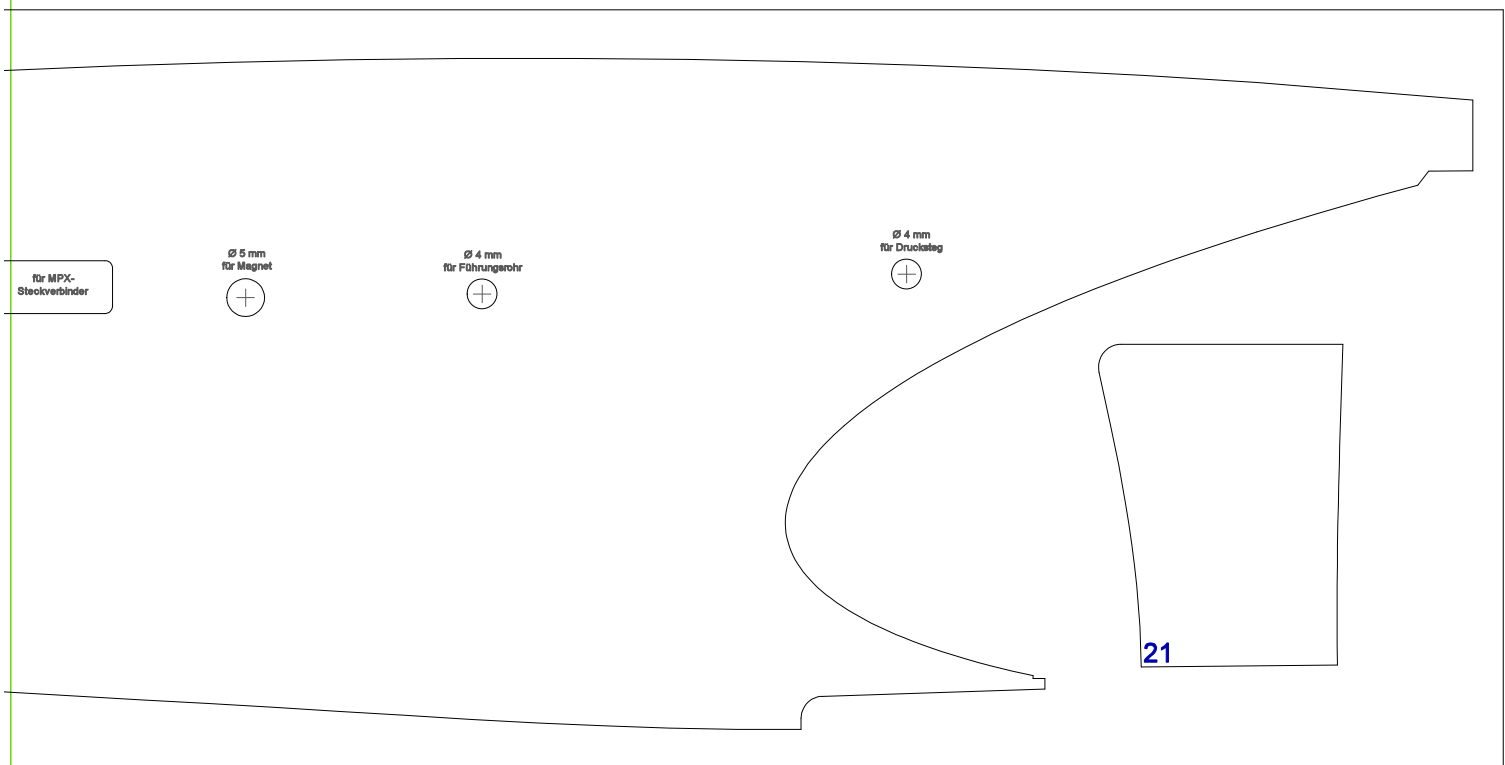 Ø 4 mm
für Drucksteg
Ø 5 mm
für Magnet
Ø 4 mm
für Führungsrohr
für MPX-
Steckverbinder
21